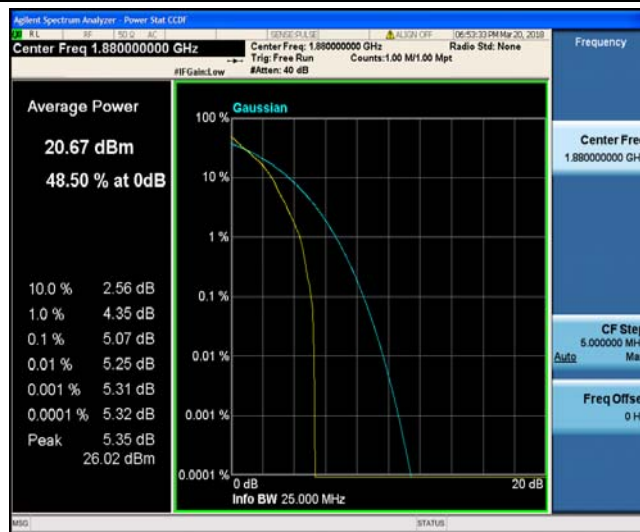 Agilent Spectrum Analyzer - Power Stat CCDF
RL RF 50 Ω AC SENSE:PULSE ALIGN OFF 06:53:33 PM Mar 20, 2018
Center Freq 1.880000000 GHz
Center Freq: 1.880000000 GHz Radio Std: None
Trig: Free Run Counts:1.00 M/1.00 Mpt
#IFGain:Low #Atten: 40 dB
Frequency
Average Power
20.67 dBm
48.50 % at 0dB
10.0 % 2.56 dB
1.0 % 4.35 dB
0.1 % 5.07 dB
0.01 % 5.25 dB
0.001 % 5.31 dB
0.0001 % 5.32 dB
Peak 5.35 dB
26.02 dBm
Gaussian
100 %
10 %
1 %
0.1 %
0.01 %
0.001 %
0.0001 %
0 dB 20 dB
Info BW 25.000 MHz
Center Fre
1.880000000 GH
CF Step
5.000000 MH
Auto Ma
Freq Offse
0 H
MSG STATUS